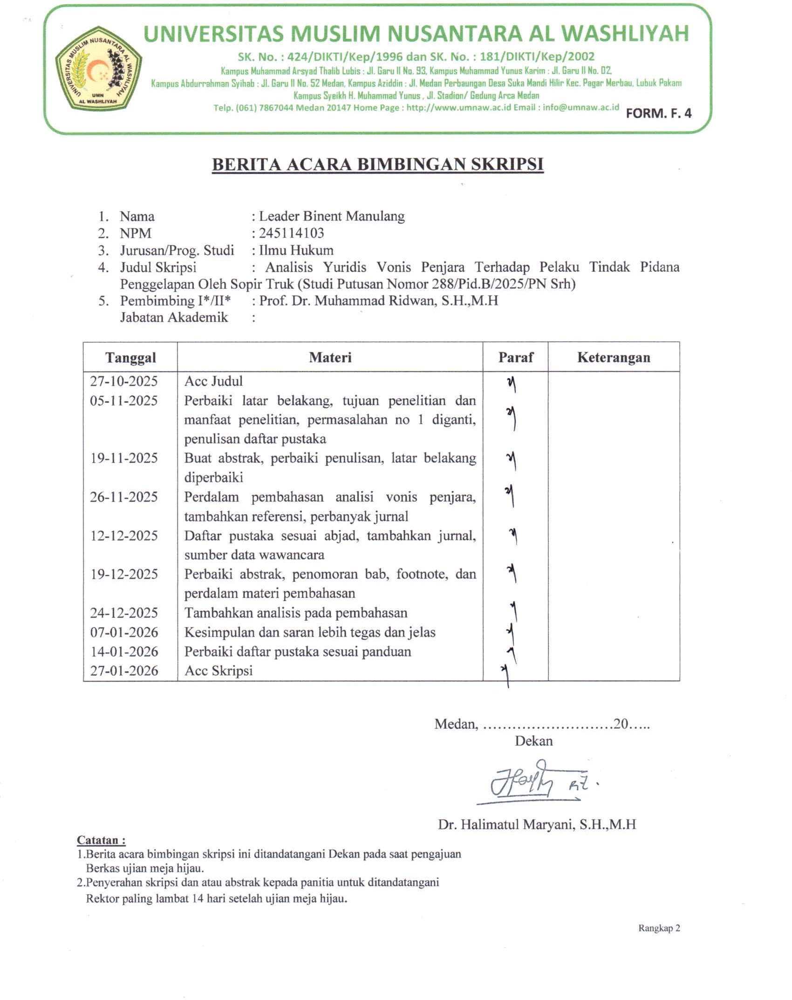 UNIVERSITAS MUSLIM NUSANTARA AL WASHLIYAH
SK. No. : 424/DIKTI/Kep/1996 dan SK. No. : 181/DIKTI/Kep/2002
Kampus Muhammad Arsyad Thalib Lubis : Jl. Garu II No. 93, Kampus Muhammad Yunus Karim : Jl. Garu II No. 02,
Kampus Abdurrahman Syihab : Jl. Garu II No. 52 Medan, Kampus Aziddin : Jl. Medan Perbaungan Desa Suka Mandi Hilir Kec. Pagar Merbau, Lubuk Pakam
Kampus Syeikh H. Muhammad Yunus , Jl. Stadion/ Gedung Arca Medan
Telp. (061) 7867044 Medan 20147 Home Page : http://www.umnaw.ac.id Email : info@umnaw.ac.id
FORM. F. 4
UNIVERSITAS MUSLIM NUSANTARA AL WASHLIYAH
UMN
AL WASHLIYAH
BERITA ACARA BIMBINGAN SKRIPSI
1. Nama : Leader Binent Manulang
2. NPM : 245114103
3. Jurusan/Prog. Studi : Ilmu Hukum
4. Judul Skripsi : Analisis Yuridis Vonis Penjara Terhadap Pelaku Tindak Pidana
Penggelapan Oleh Sopir Truk (Studi Putusan Nomor 288/Pid.B/2025/PN Srh)
5. Pembimbing I*/II* : Prof. Dr. Muhammad Ridwan, S.H.,M.H
Jabatan Akademik :
Tanggal Materi Paraf Keterangan
27-10-2025 Acc Judul
05-11-2025 Perbaiki latar belakang, tujuan penelitian dan
manfaat penelitian, permasalahan no 1 diganti,
penulisan daftar pustaka
19-11-2025 Buat abstrak, perbaiki penulisan, latar belakang
diperbaiki
26-11-2025 Perdalam pembahasan analisi vonis penjara,
tambahkan referensi, perbanyak jurnal
12-12-2025 Daftar pustaka sesuai abjad, tambahkan jurnal,
sumber data wawancara
19-12-2025 Perbaiki abstrak, penomoran bab, footnote, dan
perdalam materi pembahasan
24-12-2025 Tambahkan analisis pada pembahasan
07-01-2026 Kesimpulan dan saran lebih tegas dan jelas
14-01-2026 Perbaiki daftar pustaka sesuai panduan
27-01-2026 Acc Skripsi
Medan, ...........................20.....
Dekan
Dr. Halimatul Maryani, S.H.,M.H
Catatan :
1.Berita acara bimbingan skripsi ini ditandatangani Dekan pada saat pengajuan
Berkas ujian meja hijau.
2.Penyerahan skripsi dan atau abstrak kepada panitia untuk ditandatangani
Rektor paling lambat 14 hari setelah ujian meja hijau.
Rangkap 2